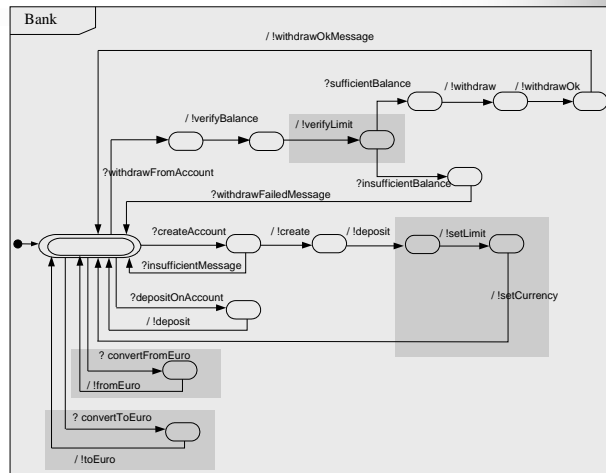 Bank
/ !withdrawOkMessage
?sufficientBalance
/ !withdraw
/ !withdrawOk
/ !verifyBalance
/ !verifyLimit
?withdrawFromAccount
?insufficientBalance
?withdrawFailedMessage
?createAccount
/ !create
/ !deposit
/ !setLimit
?insufficientMessage
/ !setCurrency
?depositOnAccount
/ !deposit
? convertFromEuro
/ !fromEuro
? convertToEuro
/ !toEuro